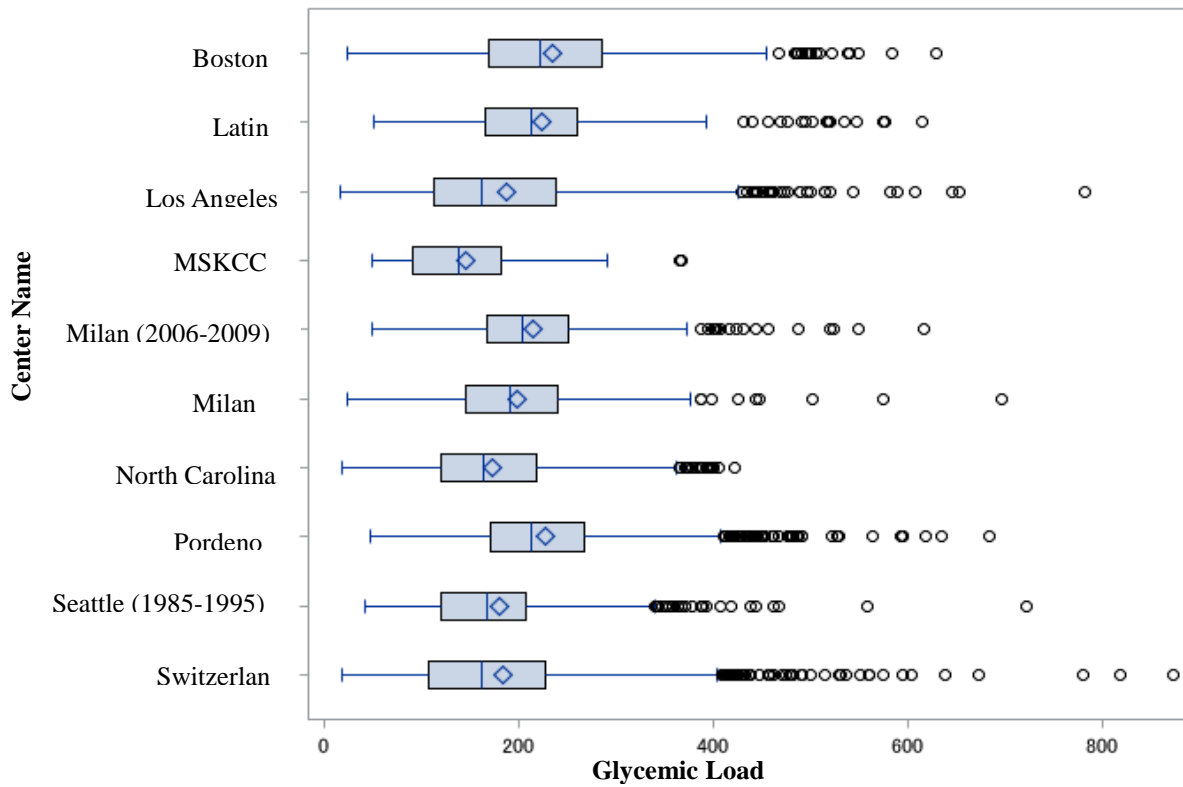 Boston
Latin
Los Angeles
MSKCC
Milan (2006-2009)
Milan
North Carolina
Pordeno
Seattle (1985-1995)
Switzerlan
Center Name
0 200 400 600 800
Glycemic Load